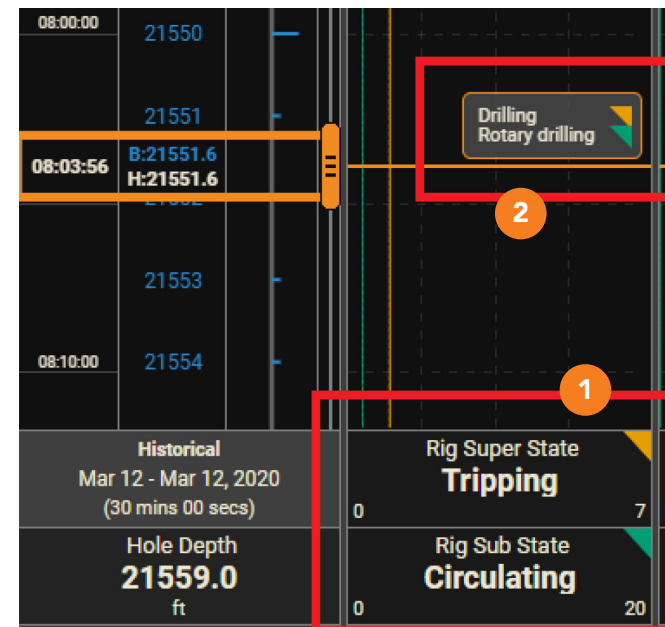 08:00:00
21550
21551
08:03:56
B:21551.6
H:21551.6
21553
08:10:00
21554
Drilling
Rotary drilling
2
1
Historical
Mar 12 - Mar 12, 2020
(30 mins 00 secs)
Hole Depth
21559.0
ft
Rig Super State
Tripping
0 7
Rig Sub State
Circulating
0 20